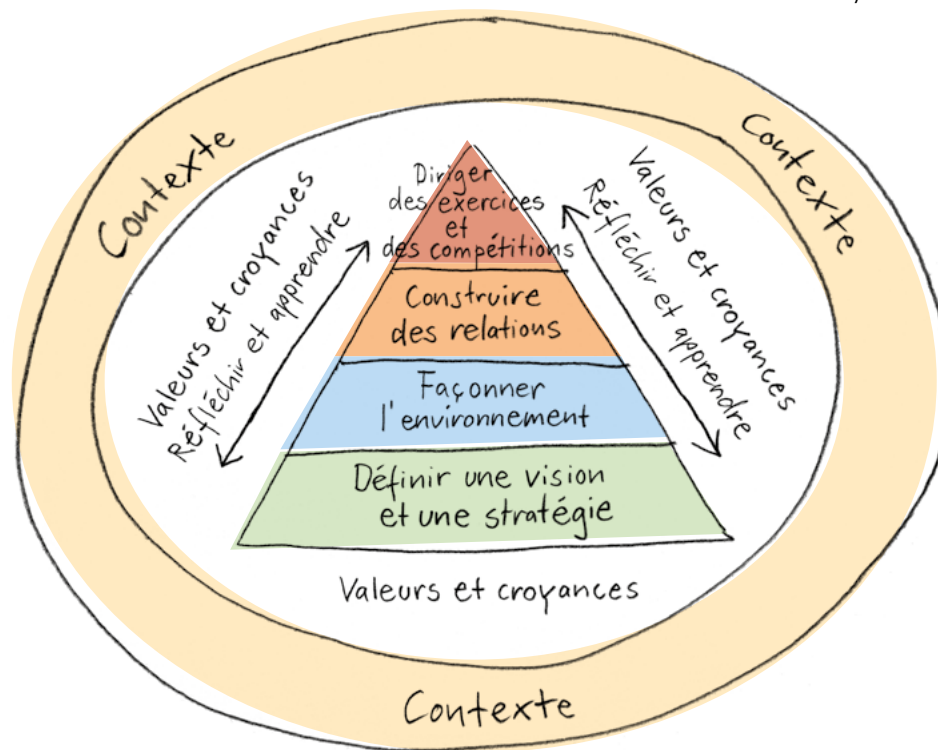 Contexte
Contexte
Valeurs et croyances
Réfléchir et apprendre
Valeurs et croyances
Réfléchir et apprendre
Diriger
des exercices
et
des compétitions
Construire
des relations
Façonner
l'environnement
Définir une vision
et une stratégie
Valeurs et croyances
Contexte